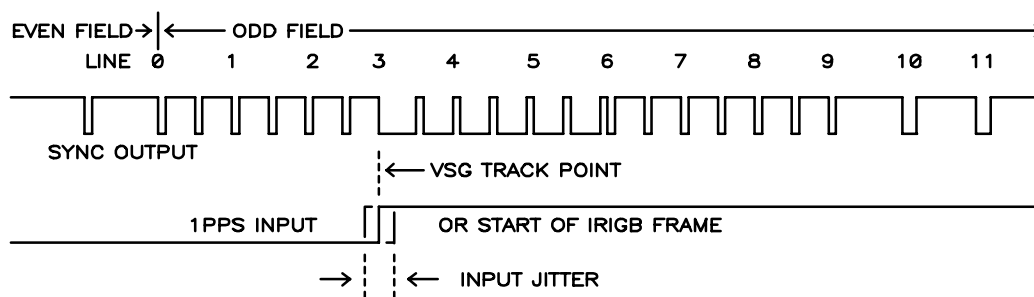 EVEN FIELD ODD FIELD
LINE 0 1 2 3 4 5 6 7 8 9 10 11
SYNC OUTPUT
VSG TRACK POINT
1PPS INPUT OR START OF IRIGB FRAME
INPUT JITTER